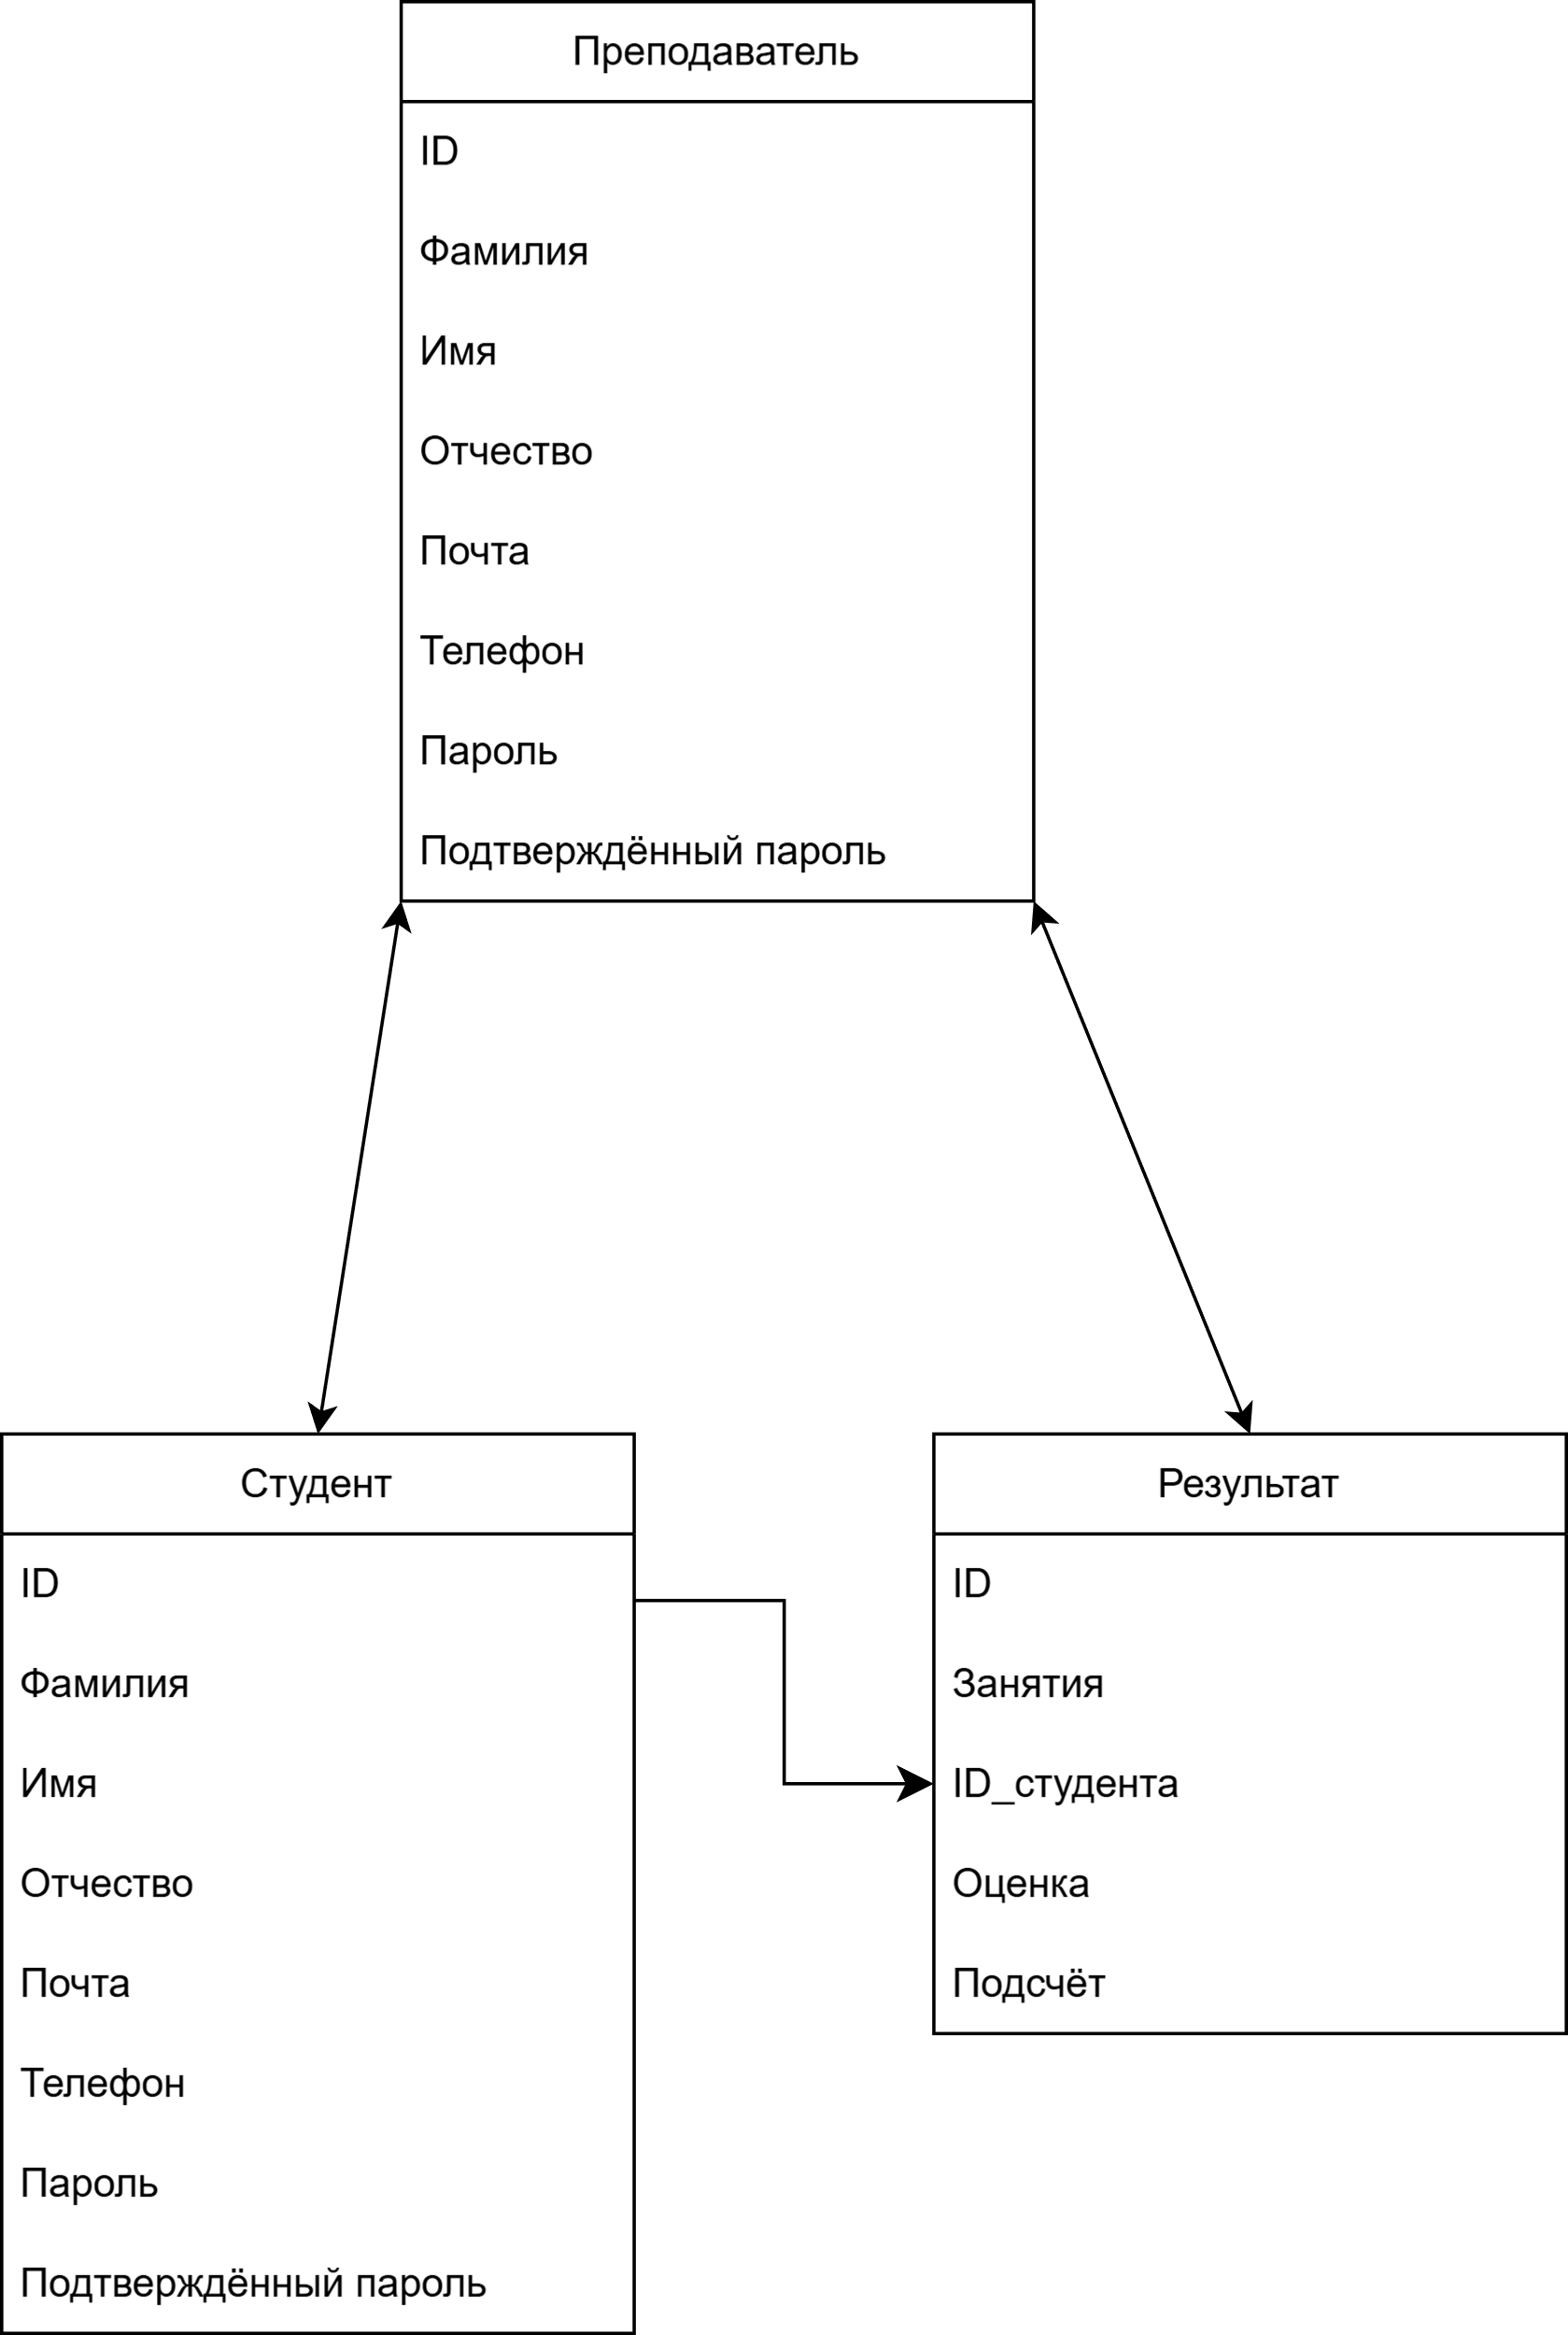 Преподаватель
ID
Фамилия
Имя
Отчество
Почта
Телефон
Пароль
Подтверждённый пароль
Студент
ID
Фамилия
Имя
Отчество
Почта
Телефон
Пароль
Подтверждённый пароль
Результат
ID
Занятия
ID_студента
Оценка
Подсчёт